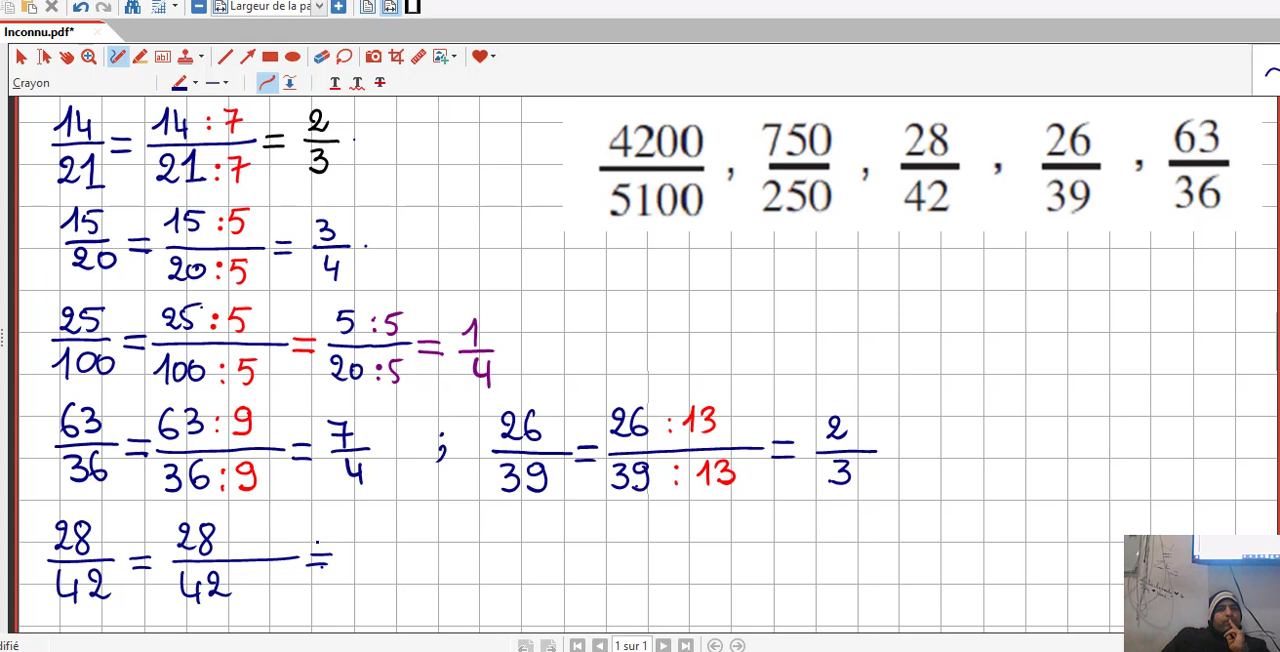 Largeur de la pa
Inconnu.pdf*
Crayon
14/21 = 14 : 7/21 : 7 = 2/3
4200/5100 , 750/250 , 28/42 , 26/39 , 63/36
15/20 = 15 : 5/20 : 5 = 3/4
25/100 = 25 : 5/100 : 5 = 5 : 5/20 : 5 = 1/4
63/36 = 63 : 9/36 : 9 = 7/4 ; 26/39 = 26 : 13/39 : 13 = 2/3
28/42 = 28/42 =
difié
1 sur 1